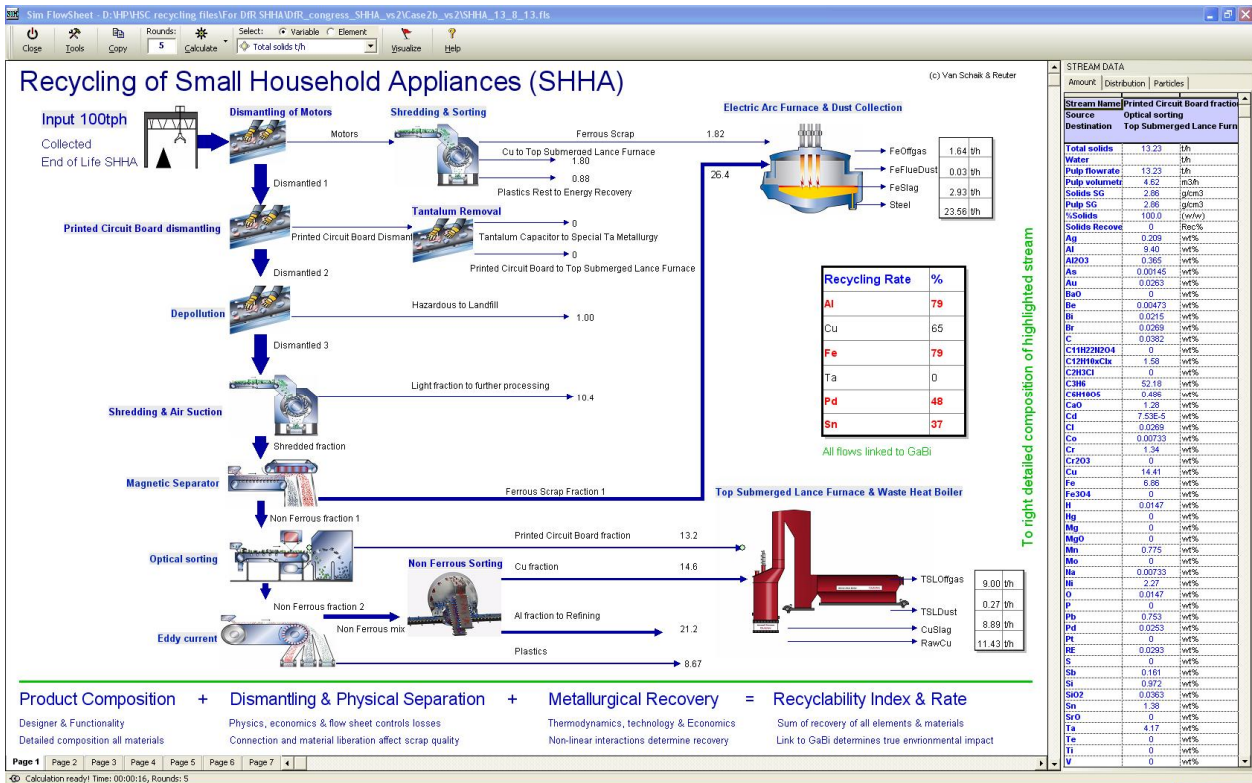 Sim FlowSheet - D:\HP\HSC recycling files\For DfR SHHA\DfR_congress_SHHA_vs2\Case2b_vs2\SHHA_13_8_13.fls
Close
Tools
Copy
Rounds:
5
Calculate
Select: Variable Element
Total solids t/h
Visualize
Help
Recycling of Small Household Appliances (SHHA)
(c) Van Schaik & Reuter
Input 100tph
Collected
End of Life SHHA
Dismantling of Motors
Motors
Shredding & Sorting
Ferrous Scrap 1.82
Cu to Top Submerged Lance Furnace
1.80
0.88
Plastics Rest to Energy Recovery
26.4
Electric Arc Furnace & Dust Collection
FeOffgas 1.64 t/h
FeFlueDust 0.03 t/h
FeSlag 2.93 t/h
Steel 23.56 t/h
Dismantled 1
Printed Circuit Board dismantling
Printed Circuit Board Dismant
Tantalum Removal
0
Tantalum Capacitor to Special Ta Metallurgy
0
Printed Circuit Board to Top Submerged Lance Furnace
Dismantled 2
Depollution
Hazardous to Landfill
1.00
Dismantled 3
Shredding & Air Suction
Light fraction to further processing
10.4
Shredded fraction
Magnetic Separator
Ferrous Scrap Fraction 1
Non Ferrous fraction 1
Optical sorting
Printed Circuit Board fraction 13.2
Non Ferrous Sorting
Cu fraction 14.6
Non Ferrous fraction 2
Non Ferrous mix
Al fraction to Refining
21.2
Eddy current
Plastics
8.67
Recycling Rate %
Al 79
Cu 65
Fe 79
Ta 0
Pd 48
Sn 37
All flows linked to GaBi
To right detailed composition of highlighted stream
Top Submerged Lance Furnace & Waste Heat Boiler
TSLOffgas 9.00 t/h
TSLDust 0.27 t/h
CuSlag 8.89 t/h
RawCu 11.43 t/h
Product Composition + Dismantling & Physical Separation + Metallurgical Recovery = Recyclability Index & Rate
Designer & Functionality Physics, economics & flow sheet controls losses Thermodynamics, technology & Economics Sum of recovery of all elements & materials
Detailed composition all materials Connection and material liberation affect scrap quality Non-linear interactions determine recovery Link to GaBi determines true environmental impact
Page 1 Page 2 Page 3 Page 4 Page 5 Page 6 Page 7
Calculation ready! Time: 00:00:16, Rounds: 5
STREAM DATA
Amount Distribution Particles
Stream Name Printed Circuit Board fraction
Source Optical sorting
Destination Top Submerged Lance Furn
Total solids 13.23 t/h
Water t/h
Pulp flowrate 13.23 t/h
Pulp volumetr 4.62 m3/h
Solids SG 2.86 g/cm3
Pulp SG 2.86 g/cm3
%Solids 100.0 (w/w)
Solids Recove 0 Rec%
Ag 0.209 wt%
Al 9.40 wt%
Al2O3 0.365 wt%
As 0.00145 wt%
Au 0.0263 wt%
BaO 0 wt%
Be 0.00473 wt%
Bi 0.0215 wt%
Br 0.0269 wt%
C 0.0382 wt%
C11H22N2O4 0 wt%
C12H10xClx 1.58 wt%
C2H3Cl 0 wt%
C3H6 52.18 wt%
C6H10O5 0.486 wt%
CaO 1.28 wt%
Cd 7.53E-5 wt%
Cl 0.0269 wt%
Co 0.00733 wt%
Cr 1.34 wt%
Cr2O3 0 wt%
Cu 14.41 wt%
Fe 6.86 wt%
Fe3O4 0 wt%
H 0.0147 wt%
Hg 0 wt%
Mg 0 wt%
MgO 0 wt%
Mn 0.775 wt%
Mo 0 wt%
Na 0.00733 wt%
Ni 2.27 wt%
O 0.0147 wt%
P 0 wt%
Pb 0.753 wt%
Pd 0.0253 wt%
Pt 0 wt%
RE 0.0293 wt%
S 0 wt%
Sb 0.161 wt%
Si 0.972 wt%
SiO2 0.0363 wt%
Sn 1.38 wt%
SrO 0 wt%
Ta 4.17 wt%
Te 0 wt%
Ti 0 wt%
V 0 wt%